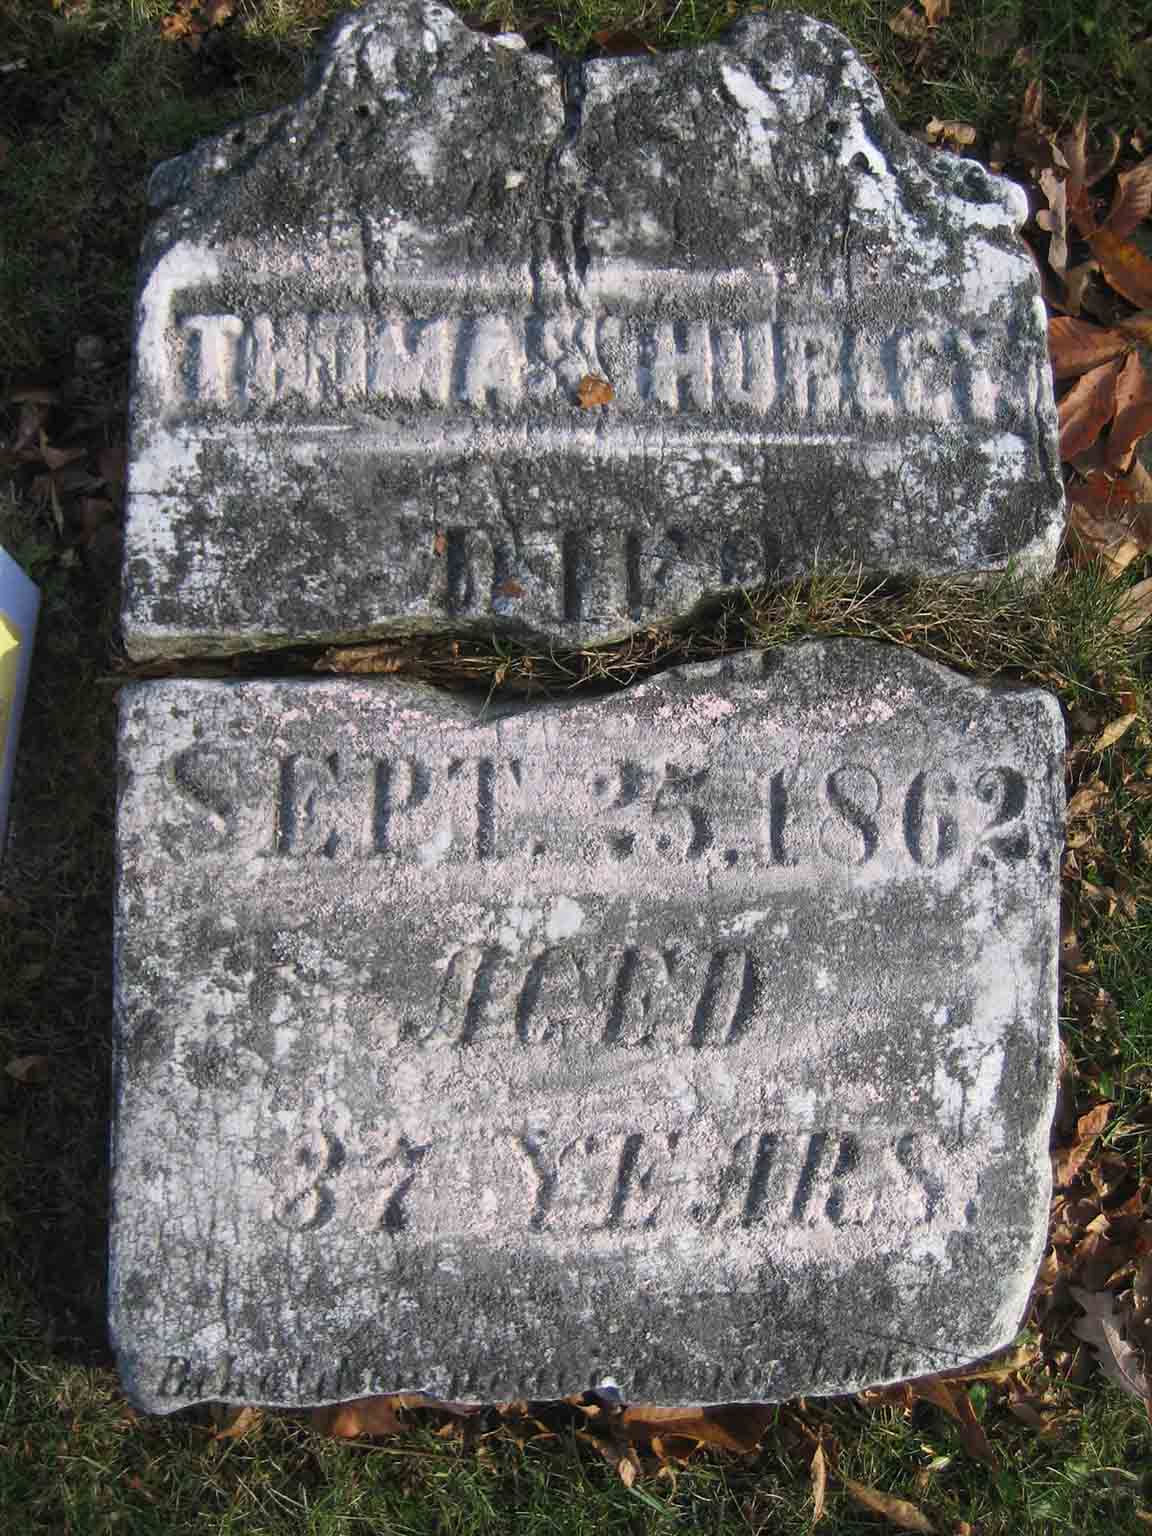 THOMAS HURLEY
DIED
SEPT. 25, 1862
AGED
37 YEARS.